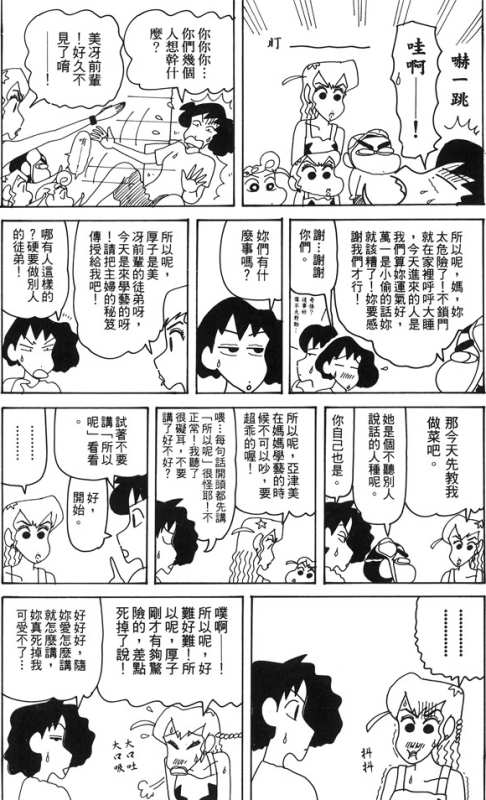 嚇一跳
哇啊——！
盯
你你你…
你們幾個
人想幹什
麼？
美冴前輩
！好久不
見了唷
——！
所以呢，媽，妳
太危險了！不鎖門
就在家裡呼呼大睡
，今天進來的人是
我們算妳運氣好，
萬一是小偷的話妳
就該糟了！妳要感
謝我們才行！
謝…謝謝
你們。
妳們有什
麼事嗎？
所以呢，
厚子是美
冴前輩的徒弟呀，
今天是來學藝的呀
！請把主婦的秘笈
傳授給我吧！
哪有人這樣的
？硬要做別人
的徒弟！
那今天先教我
做菜吧。
她是個不聽別人
說話的人種呢。
你自己也是。
所以呢，亞津美
在媽媽學藝的時
候不可以吵，要
超乖的喔！
喂…每句話開頭都先講
「所以呢」很怪耶！不
正常！我聽了
很礙耳，不要
講了好不好？
試著不要
講「所以
呢」看看
。
好，
開始。
…………
…………
抖抖
噗啊——！
所以呢，好
難好難！所
以呢，厚子
剛才有夠驚
險的，差點
死掉了說！
大口吐
大口吸
好好好，隨
妳愛怎麼講
就怎麼講，
妳真死掉我
可受不了…